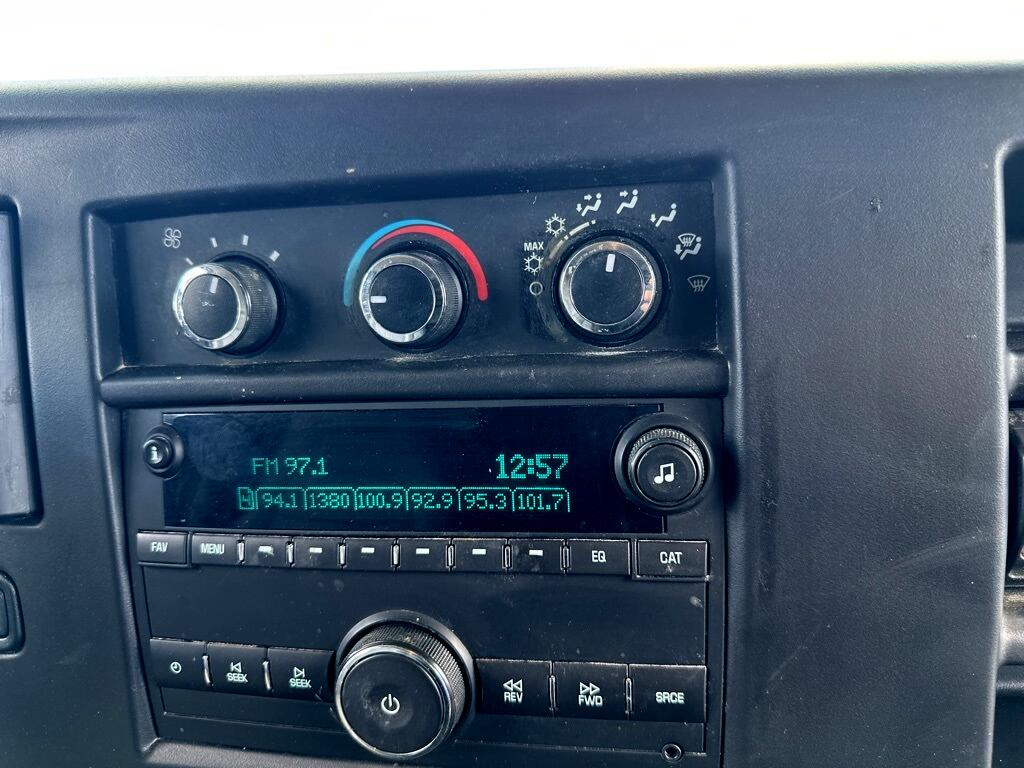 MAX
FM 97.1 12:57
4 94.1 1380 100.9 92.9 95.3 101.7
i
FAV MENU EQ CAT
SEEK SEEK REV FWD SRCE